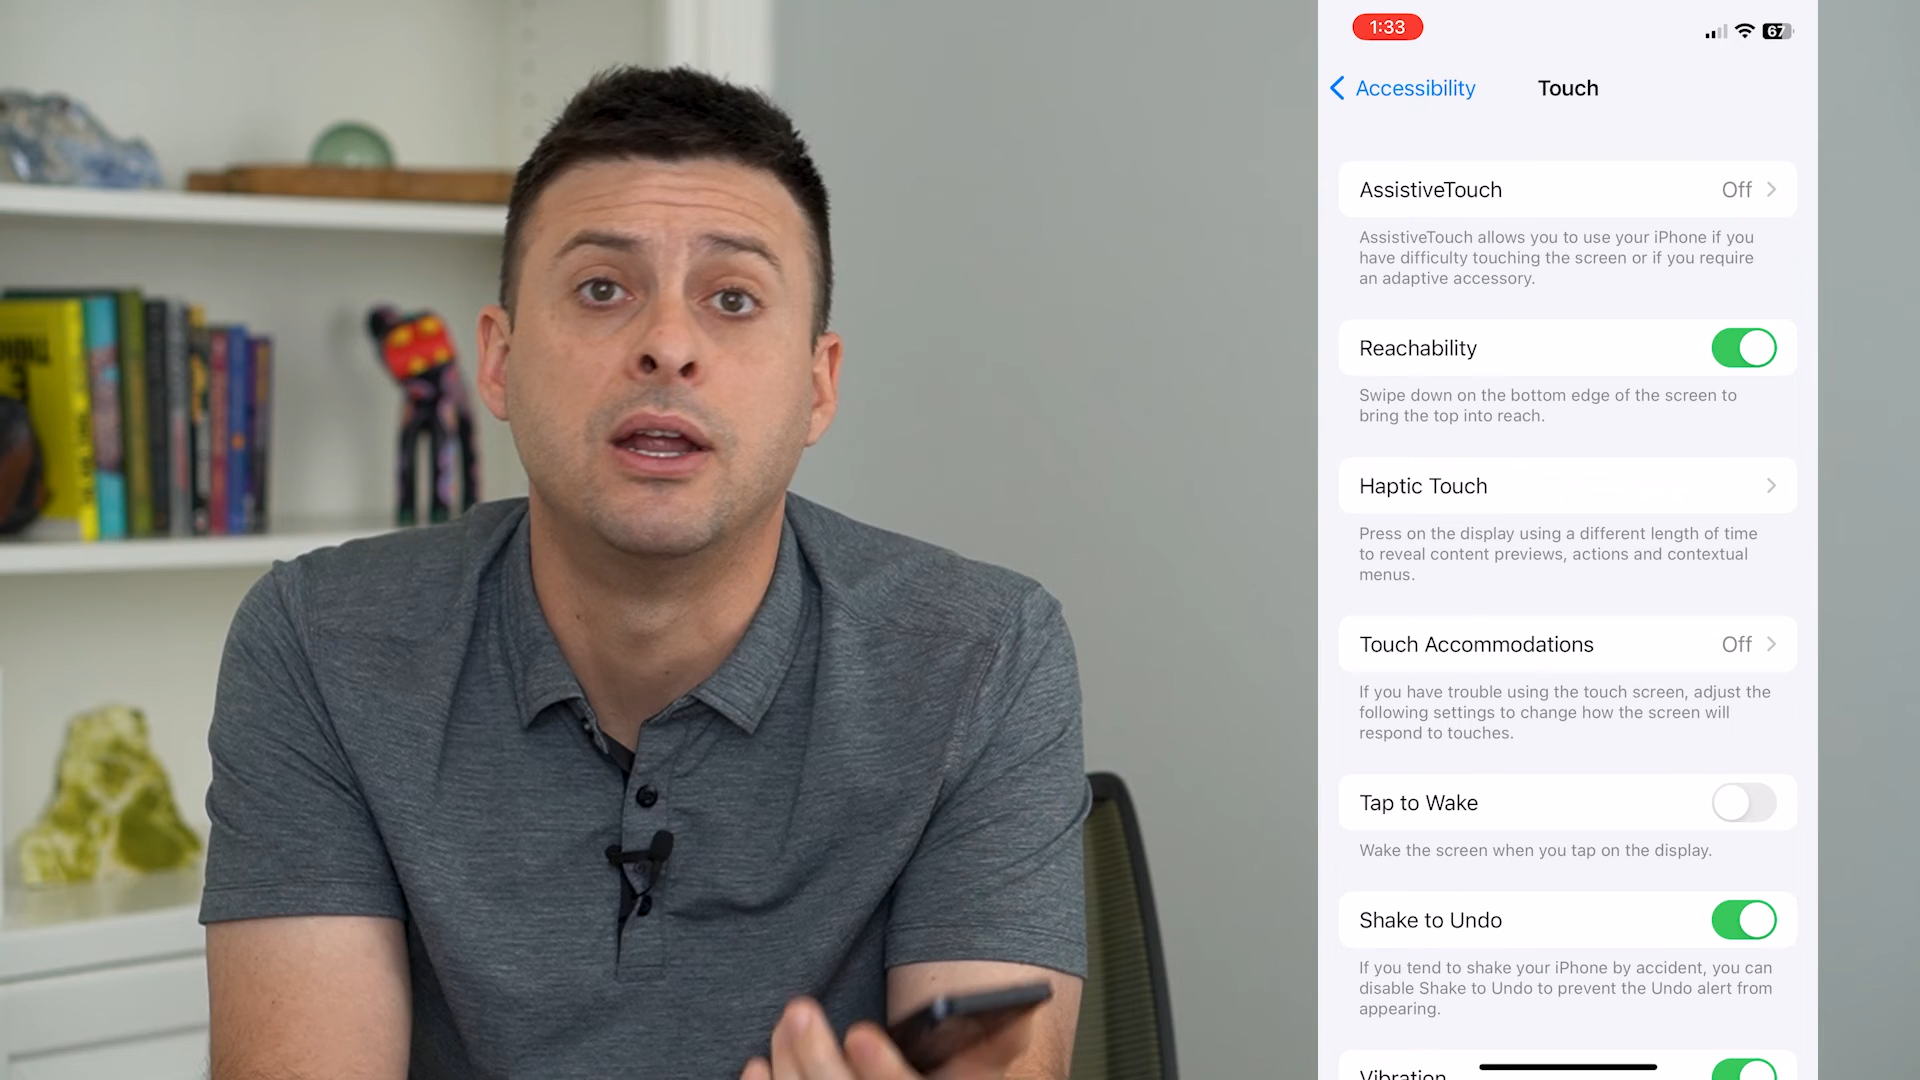 1:33
67
Accessibility
Touch
AssistiveTouch
Off
AssistiveTouch allows you to use your iPhone if you
have difficulty touching the screen or if you require
an adaptive accessory.
Reachability
Swipe down on the bottom edge of the screen to
bring the top into reach.
Haptic Touch
Press on the display using a different length of time
to reveal content previews, actions and contextual
menus.
Touch Accommodations
Off
If you have trouble using the touch screen, adjust the
following settings to change how the screen will
respond to touches.
Tap to Wake
Wake the screen when you tap on the display.
Shake to Undo
If you tend to shake your iPhone by accident, you can
disable Shake to Undo to prevent the Undo alert from
appearing.
Vibration